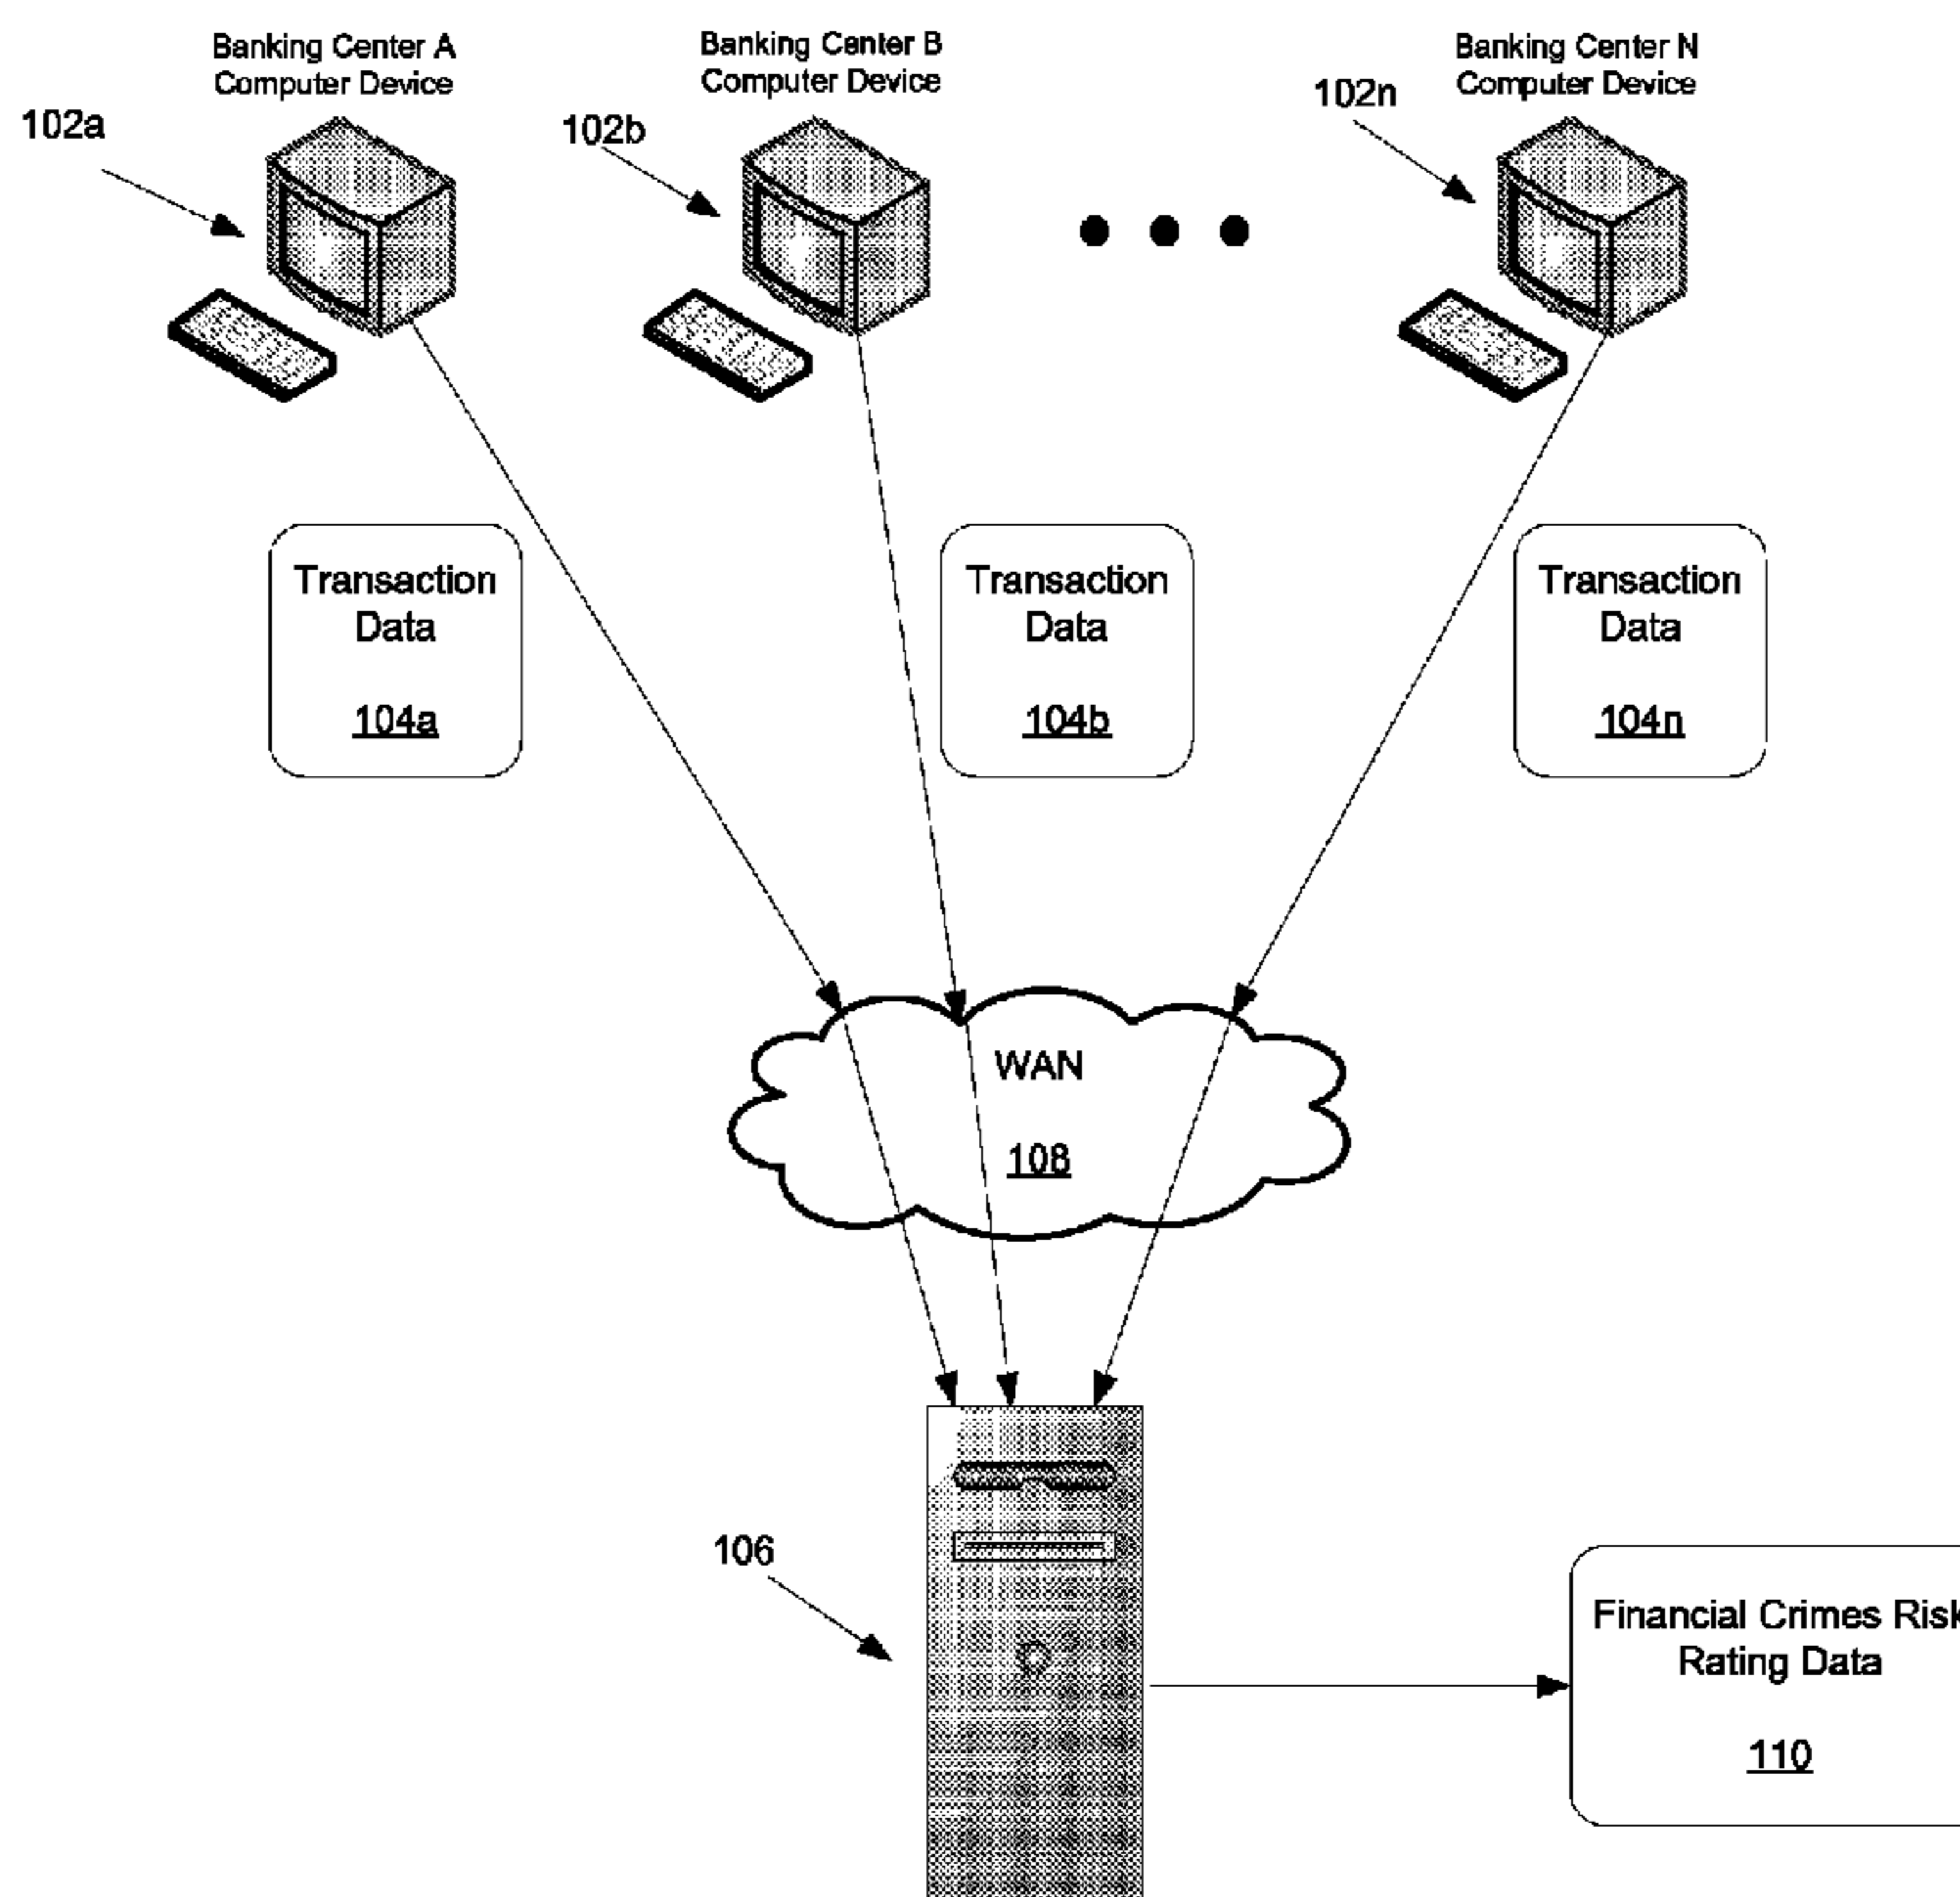 Banking Center A
Computer Device
Banking Center B
Computer Device
Banking Center N
Computer Device
102a
102b
102n
Transaction
Data
104a
Transaction
Data
104b
Transaction
Data
104n
WAN
108
106
Financial Crimes Risk
Rating Data
110